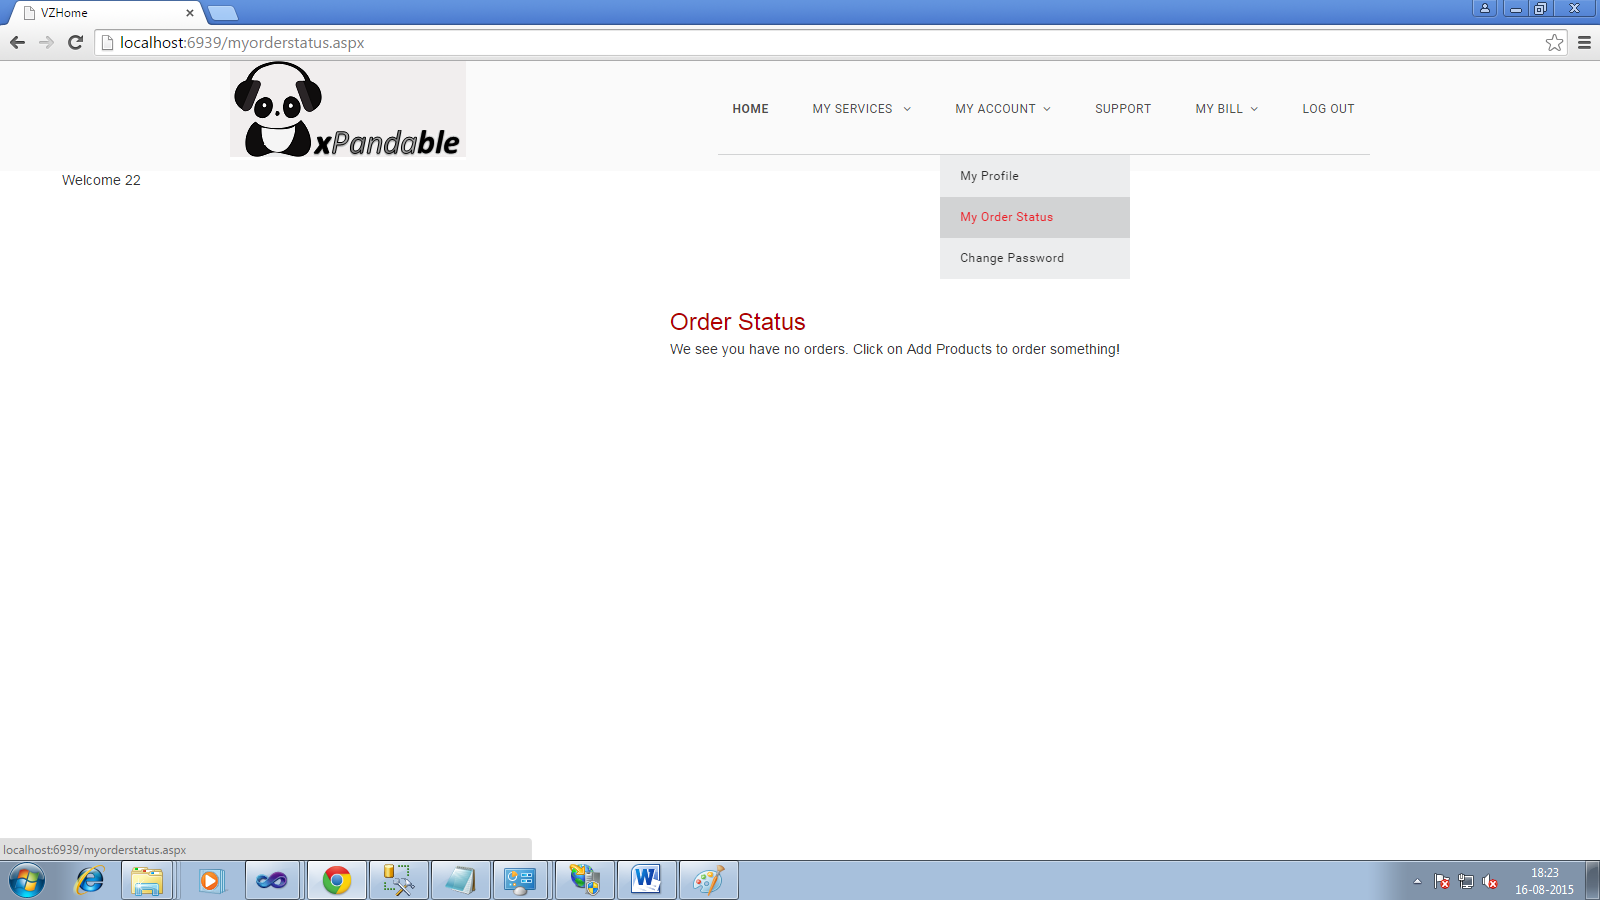 VZHome
localhost:6939/myorderstatus.aspx
xPandable
HOME MY SERVICES MY ACCOUNT SUPPORT MY BILL LOG OUT
Welcome 22
My Profile
My Order Status
Change Password
Order Status
We see you have no orders. Click on Add Products to order something!
localhost:6939/myorderstatus.aspx
18:23
16-08-2015